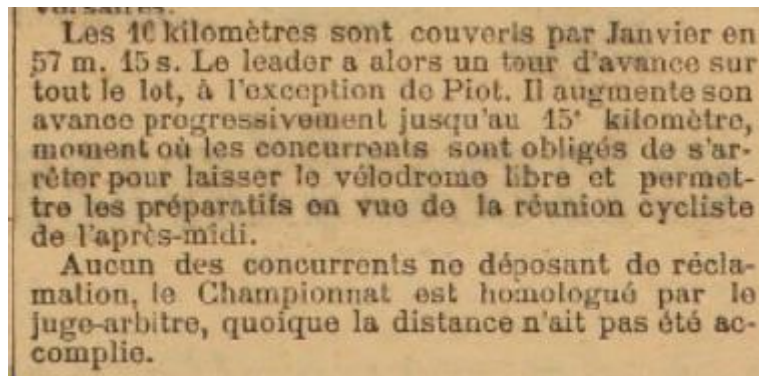 Les 10 kilomètres sont couverts par Janvier en
57 m. 15 s. Le leader a alors un tour d'avance sur
tout le lot, à l'exception de Piot. Il augmente son
avance progressivement jusqu'au 15e kilomètre,
moment où les concurrents sont obligés de s'ar-
rêter pour laisser le vélodrome libre et permet-
tre les préparatifs en vue de la réunion cycliste
de l'après-midi.
Aucun des concurrents ne déposant de récla-
mation, le Championnat est homologué par le
juge-arbitre, quoique la distance n'ait pas été ac-
complie.